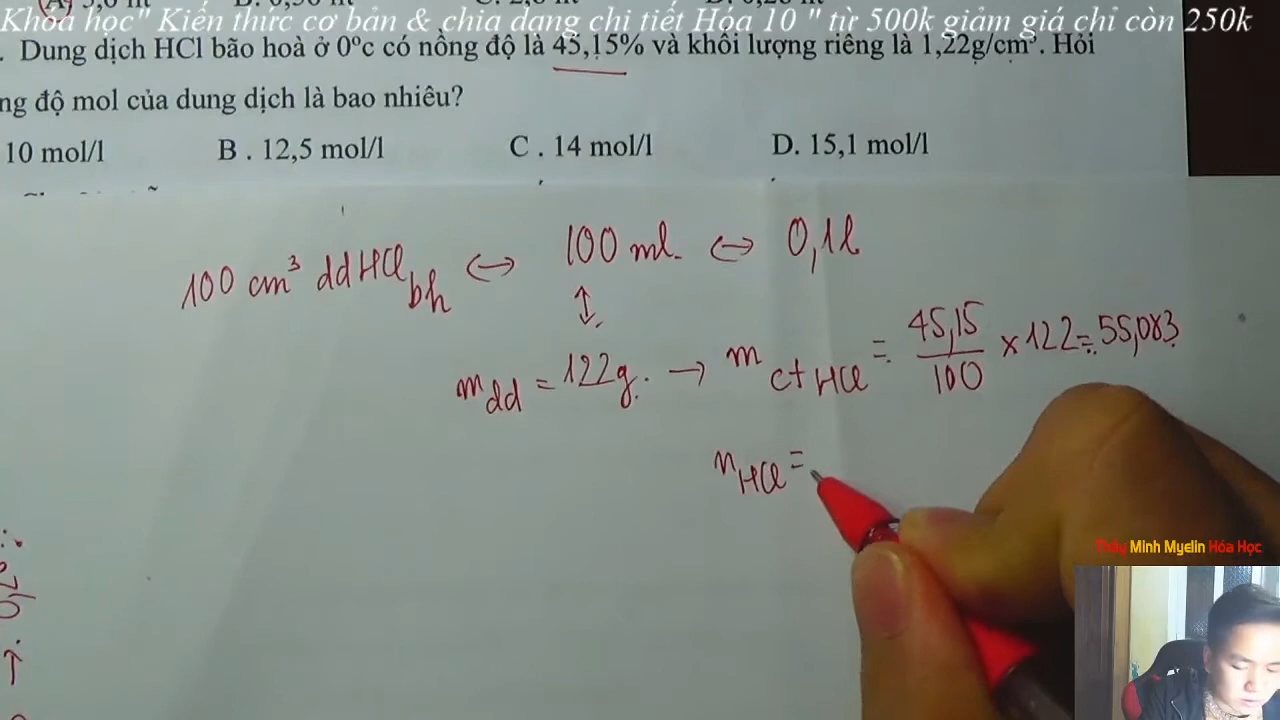 Khoá học" Kiến thức cơ bản & chia dạng chi tiết Hóa 10 " từ 500k giảm giá chỉ còn 250k
. Dung dịch HCl bão hoà ở 0ºc có nồng độ là 45,15% và khối lượng riêng là 1,22g/cm³. Hỏi
ng độ mol của dung dịch là bao nhiêu?
10 mol/l B . 12,5 mol/l C . 14 mol/l D. 15,1 mol/l
100 cm³ ddHCl bh ↔ 100 ml. ↔ 0,1l
↕
m dd = 122g. → m ct HCl = 45,15/100 × 122 = 55,083
n HCl =
Thầy Minh Myelin Hóa Học